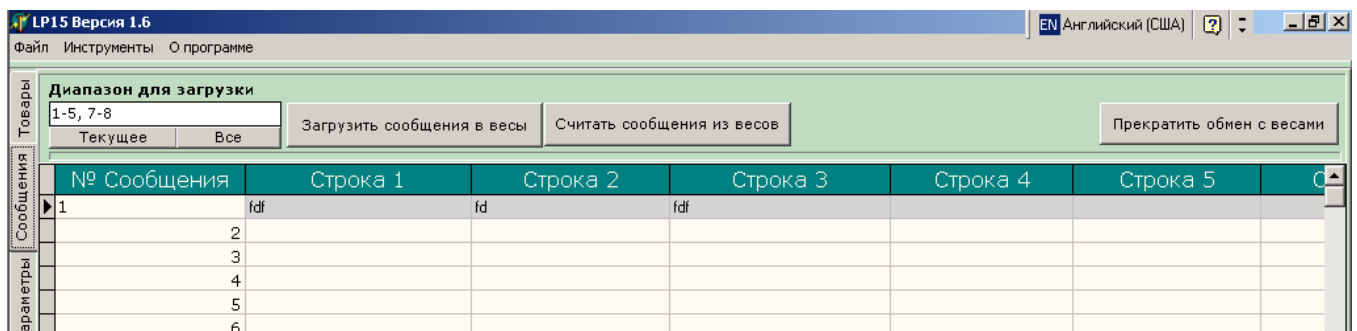 LP15 Версия 1.6
EN Английский (США)
Файл Инструменты О программе
Товары
Сообщения
Диапазон для загрузки
1-5, 7-8
Текущее Все
Загрузить сообщения в весы
Считать сообщения из весов
Прекратить обмен с весами
№ Сообщения Строка 1 Строка 2 Строка 3 Строка 4 Строка 5
1 fdf fd fdf
2
3
4
5
6